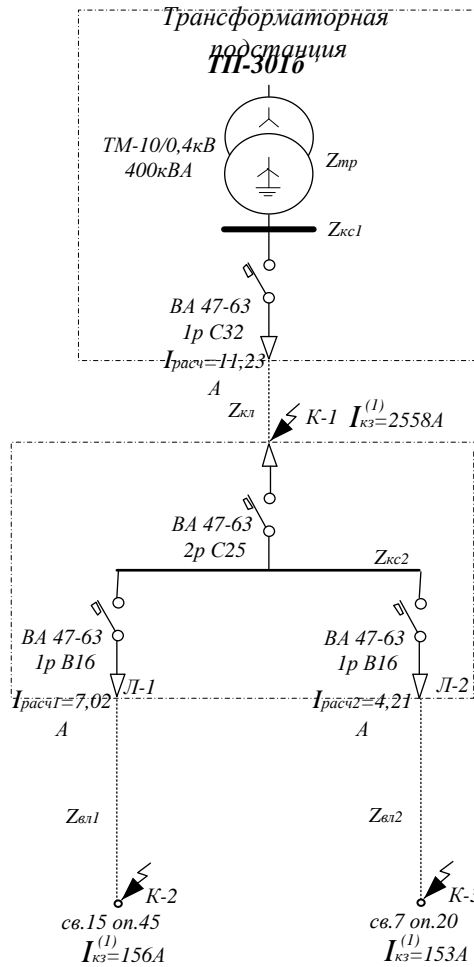 Трансформаторная
подстанция
ТП-301б
ТМ-10/0,4кВ
400кВА
Zтр
Zкс1
ВА 47-63
1р С32
Iрасч=11,23
А
Zкл
К-1 I(1)кз=2558А
ВА 47-63
2р С25
Zкс2
ВА 47-63
1р В16
Л-1
Iрасч1=7,02
А
ВА 47-63
1р В16
Л-2
Iрасч2=4,21
А
Zвл1
Zвл2
К-2
св.15 оп.45
I(1)кз=156А
К-3
св.7 оп.20
I(1)кз=153А